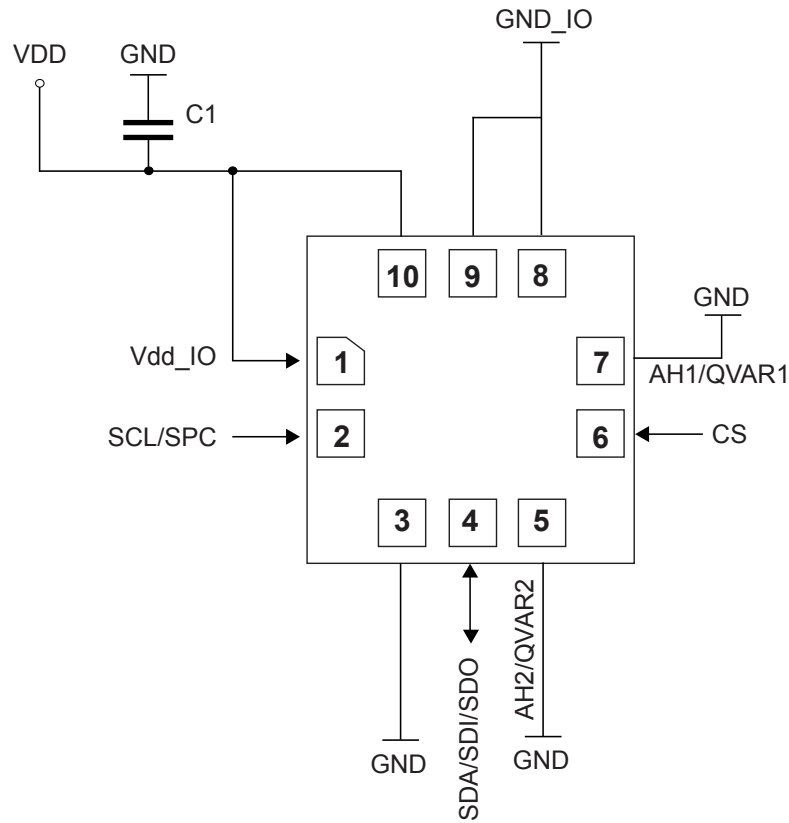 GND_IO
VDD
GND
C1
10
9
8
GND
Vdd_IO
1
7
AH1/QVAR1
SCL/SPC
2
6
CS
3
4
5
SDA/SDI/SDO
AH2/QVAR2
GND
GND